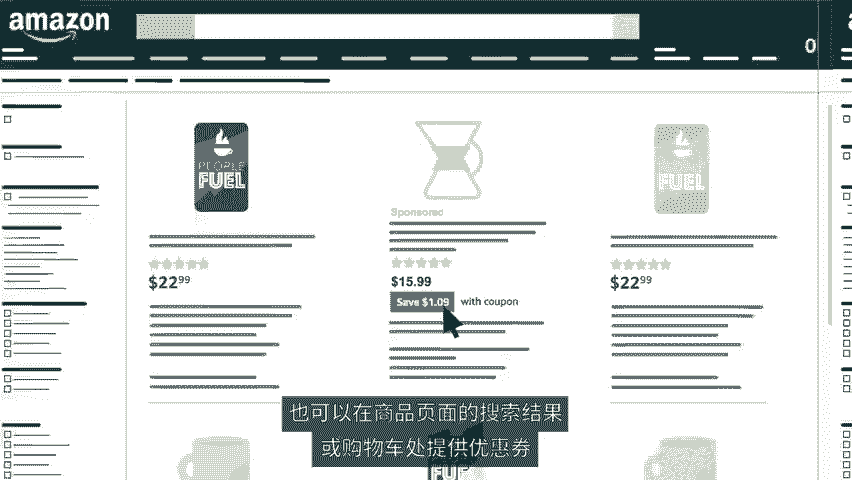 amazon
0
PEOPLE
FUEL
FUEL
Sponsored
$22.99
$15.99
$22.99
Save $1.09 with coupon
也可以在商品页面的搜索结果
或购物车处提供优惠券